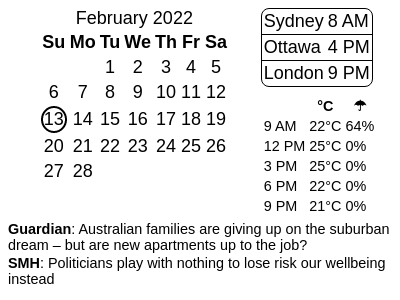 February 2022
Su Mo Tu We Th Fr Sa
1 2 3 4 5
6 7 8 9 10 11 12
13 14 15 16 17 18 19
20 21 22 23 24 25 26
27 28
Sydney 8 AM
Ottawa 4 PM
London 9 PM
°C ☂
9 AM 22°C 64%
12 PM 25°C 0%
3 PM 25°C 0%
6 PM 22°C 0%
9 PM 21°C 0%
Guardian: Australian families are giving up on the suburban
dream – but are new apartments up to the job?
SMH: Politicians play with nothing to lose risk our wellbeing
instead